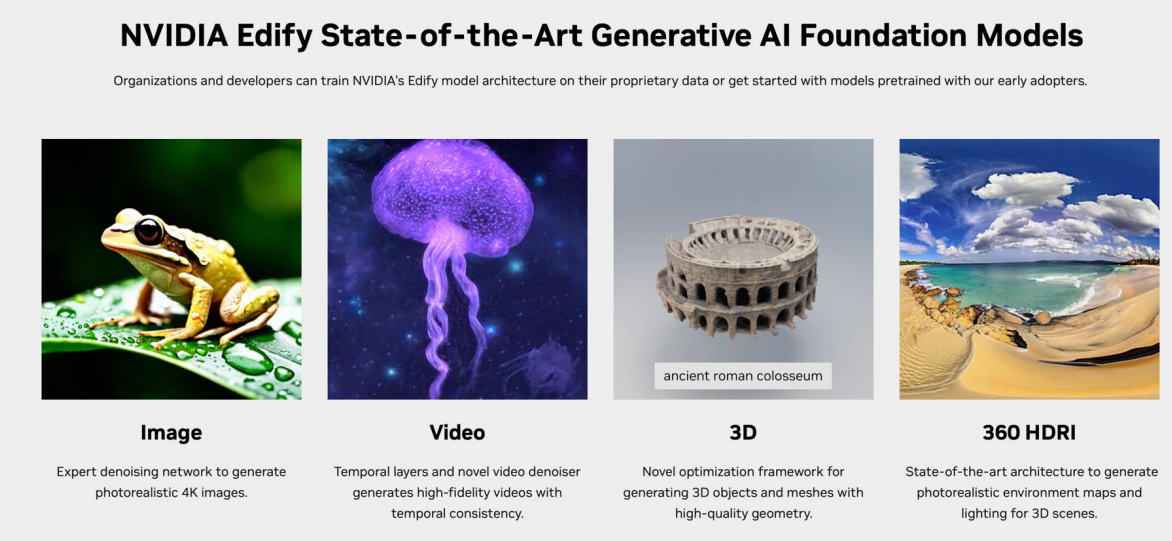 NVIDIA Edify State-of-the-Art Generative AI Foundation Models
Organizations and developers can train NVIDIA's Edify model architecture on their proprietary data or get started with models pretrained with our early adopters.
ancient roman colosseum
Image
Expert denoising network to generate
photorealistic 4K images.
Video
Temporal layers and novel video denoiser
generates high-fidelity videos with
temporal consistency.
3D
Novel optimization framework for
generating 3D objects and meshes with
high-quality geometry.
360 HDRI
State-of-the-art architecture to generate
photorealistic environment maps and
lighting for 3D scenes.